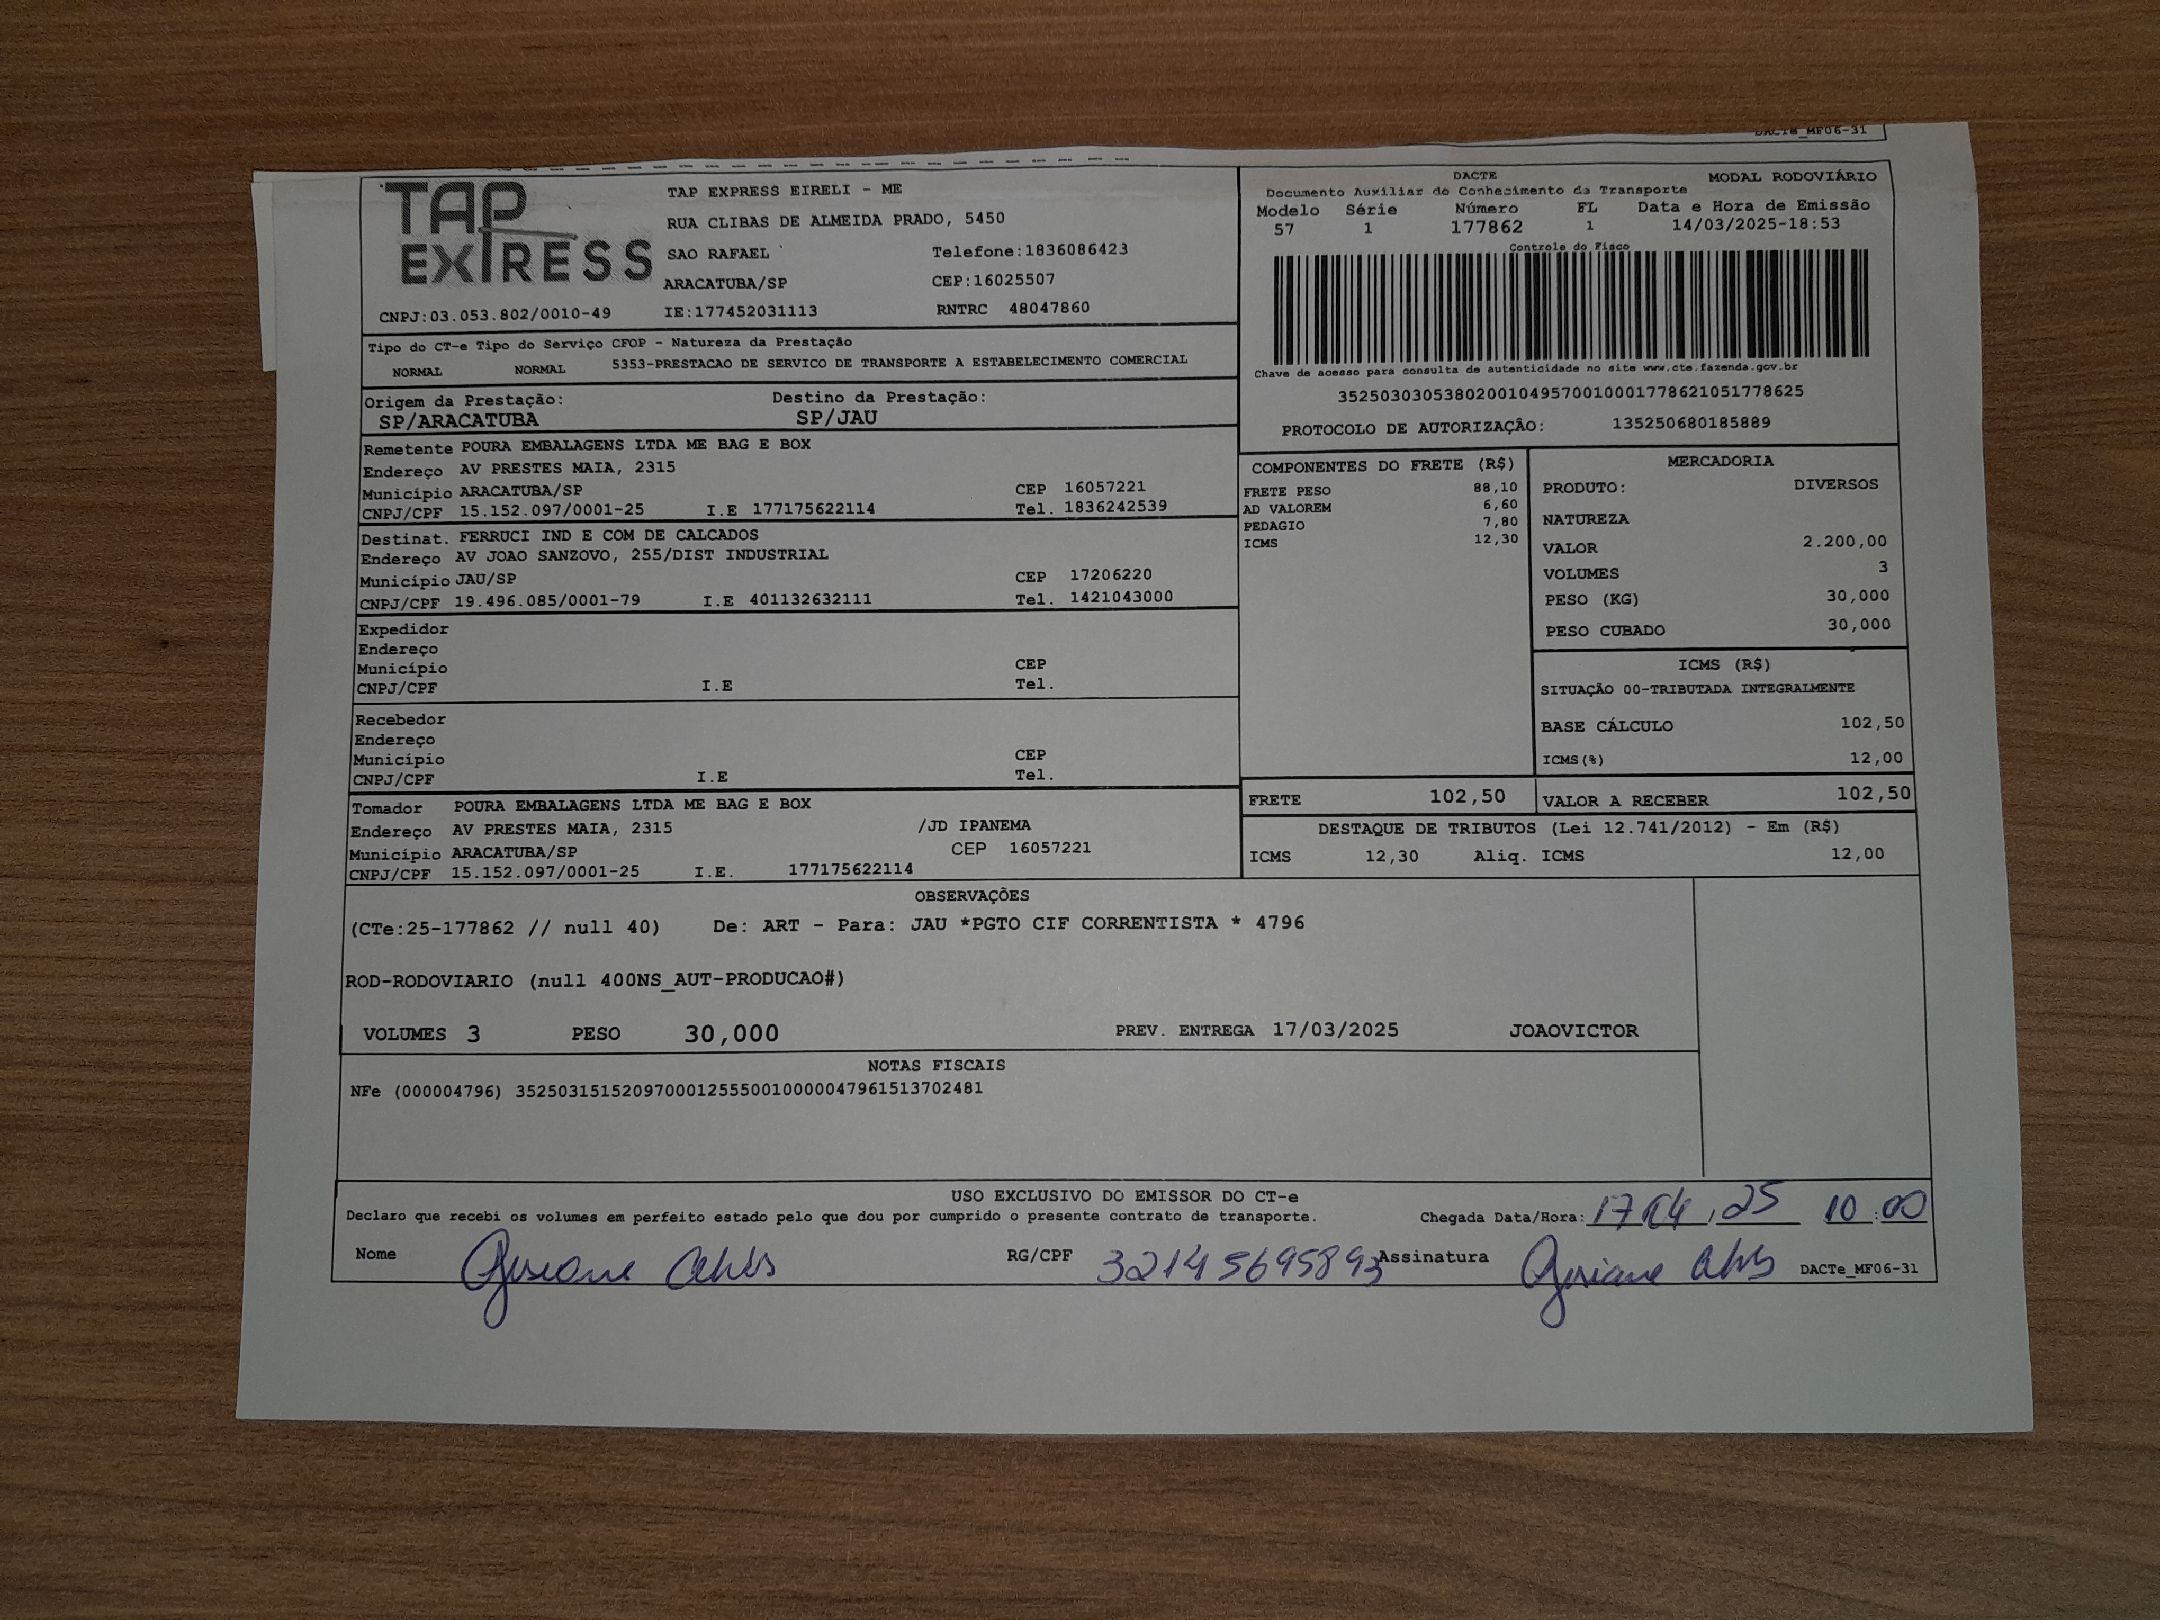 DACTe_MF06-31
TAP EXPRESS
TAP EXPRESS EIRELI - ME
RUA CLIBAS DE ALMEIDA PRADO, 5450
SAO RAFAEL Telefone:1836086423
ARACATUBA/SP CEP:16025507
CNPJ:03.053.802/0010-49 IE:177452031113 RNTRC 48047860
DACTE MODAL RODOVIÁRIO
Documento Auxiliar do Conhecimento de Transporte
Modelo Série Número FL Data e Hora de Emissão
57 1 177862 1 14/03/2025-18:53
Controle do Fisco
Chave de acesso para consulta de autenticidade no site www.cte.fazenda.gov.br
35250303053802001049570010001778621051778625
PROTOCOLO DE AUTORIZAÇÃO: 135250680185889
Tipo do CT-e Tipo do Serviço CFOP - Natureza da Prestação
NORMAL NORMAL 5353-PRESTACAO DE SERVICO DE TRANSPORTE A ESTABELECIMENTO COMERCIAL
Origem da Prestação: Destino da Prestação:
SP/ARACATUBA SP/JAU
Remetente POURA EMBALAGENS LTDA ME BAG E BOX
Endereço AV PRESTES MAIA, 2315
Município ARACATUBA/SP CEP 16057221
CNPJ/CPF 15.152.097/0001-25 I.E 177175622114 Tel. 1836242539
Destinat. FERRUCI IND E COM DE CALCADOS
Endereço AV JOAO SANZOVO, 255/DIST INDUSTRIAL
Município JAU/SP CEP 17206220
CNPJ/CPF 19.496.085/0001-79 I.E 401132632111 Tel. 1421043000
Expedidor
Endereço
Município CEP
CNPJ/CPF I.E Tel.
Recebedor
Endereço
Município CEP
CNPJ/CPF I.E Tel.
Tomador POURA EMBALAGENS LTDA ME BAG E BOX
Endereço AV PRESTES MAIA, 2315 /JD IPANEMA
Município ARACATUBA/SP CEP 16057221
CNPJ/CPF 15.152.097/0001-25 I.E. 177175622114
COMPONENTES DO FRETE (R$)
FRETE PESO 88,10
AD VALOREM 6,60
PEDAGIO 7,80
ICMS 12,30
MERCADORIA
PRODUTO: DIVERSOS
NATUREZA
VALOR 2.200,00
VOLUMES 3
PESO (KG) 30,000
PESO CUBADO 30,000
ICMS (R$)
SITUAÇÃO 00-TRIBUTADA INTEGRALMENTE
BASE CÁLCULO 102,50
ICMS(%) 12,00
FRETE 102,50 VALOR A RECEBER 102,50
DESTAQUE DE TRIBUTOS (Lei 12.741/2012) - Em (R$)
ICMS 12,30 Aliq. ICMS 12,00
OBSERVAÇÕES
(CTe:25-177862 // null 40) De: ART - Para: JAU *PGTO CIF CORRENTISTA * 4796
ROD-RODOVIARIO (null 400NS_AUT-PRODUCAO#)
VOLUMES 3 PESO 30,000 PREV. ENTREGA 17/03/2025 JOAOVICTOR
NOTAS FISCAIS
NFe (000004796) 35250315152097000125550010000047961513702481
USO EXCLUSIVO DO EMISSOR DO CT-e
Declaro que recebi os volumes em perfeito estado pelo que dou por cumprido o presente contrato de transporte. Chegada Data/Hora: 17 04 25 10:00
Nome Gesiane Alves RG/CPF 32145695893 Assinatura Gesiane Alves DACTe_MF06-31